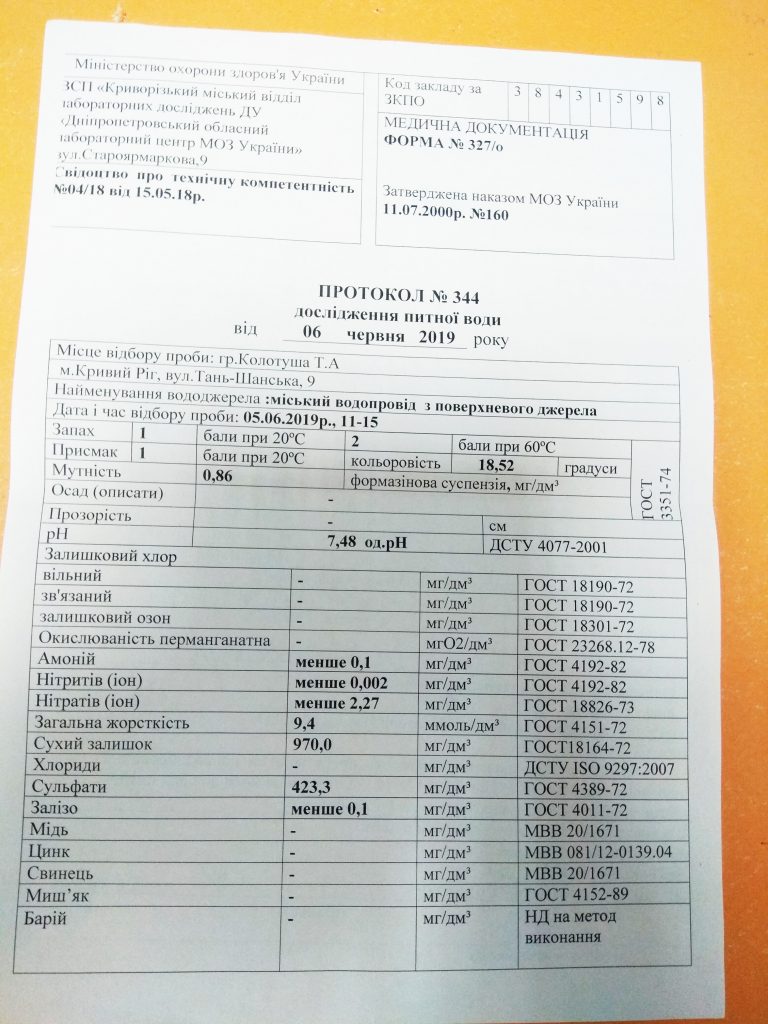 Міністерство охорони здоров'я України
ЗСП «Криворізький міський відділ
лабораторних досліджень ДУ
«Дніпропетровський обласний
лабораторний центр МОЗ України»
вул.Староярмаркова,9
Свідоцтво про технічну компетентність
№04/18 від 15.05.18р.
Код закладу за ЗКПО 3 8 4 3 1 5 9 8
МЕДИЧНА ДОКУМЕНТАЦІЯ
ФОРМА № 327/о
Затверджена наказом МОЗ України
11.07.2000р. №160
ПРОТОКОЛ № 344
дослідження питної води
від 06 червня 2019 року
Місце відбору проби: гр.Колотуша Т.А
м.Кривий Ріг, вул.Тань-Шанська, 9
Найменування вододжерела :міський водопровід з поверхневого джерела
Дата і час відбору проби: 05.06.2019р., 11-15
Запах 1 бали при 20ºС 2 бали при 60ºС
Присмак 1 бали при 20ºС кольоровість 18,52 градуси
Мутність 0,86 формазінова суспензія, мг/дм³
ГОСТ 3351-74
Осад (описати) -
Прозорість - см
рН 7,48 од.рН ДСТУ 4077-2001
Залишковий хлор
вільний - мг/дм³ ГОСТ 18190-72
зв'язаний - мг/дм³ ГОСТ 18190-72
залишковий озон - мг/дм³ ГОСТ 18301-72
Окислюваність перманганатна - мгО2/дм³ ГОСТ 23268.12-78
Амоній менше 0,1 мг/дм³ ГОСТ 4192-82
Нітритів (іон) менше 0,002 мг/дм³ ГОСТ 4192-82
Нітратів (іон) менше 2,27 мг/дм³ ГОСТ 18826-73
Загальна жорсткість 9,4 ммоль/дм³ ГОСТ 4151-72
Сухий залишок 970,0 мг/дм³ ГОСТ18164-72
Хлориди - мг/дм³ ДСТУ ISO 9297:2007
Сульфати 423,3 мг/дм³ ГОСТ 4389-72
Залізо менше 0,1 мг/дм³ ГОСТ 4011-72
Мідь - мг/дм³ МВВ 20/1671
Цинк - мг/дм³ МВВ 081/12-0139.04
Свинець - мг/дм³ МВВ 20/1671
Миш’як - мг/дм³ ГОСТ 4152-89
Барій - мг/дм³ НД на метод
виконання